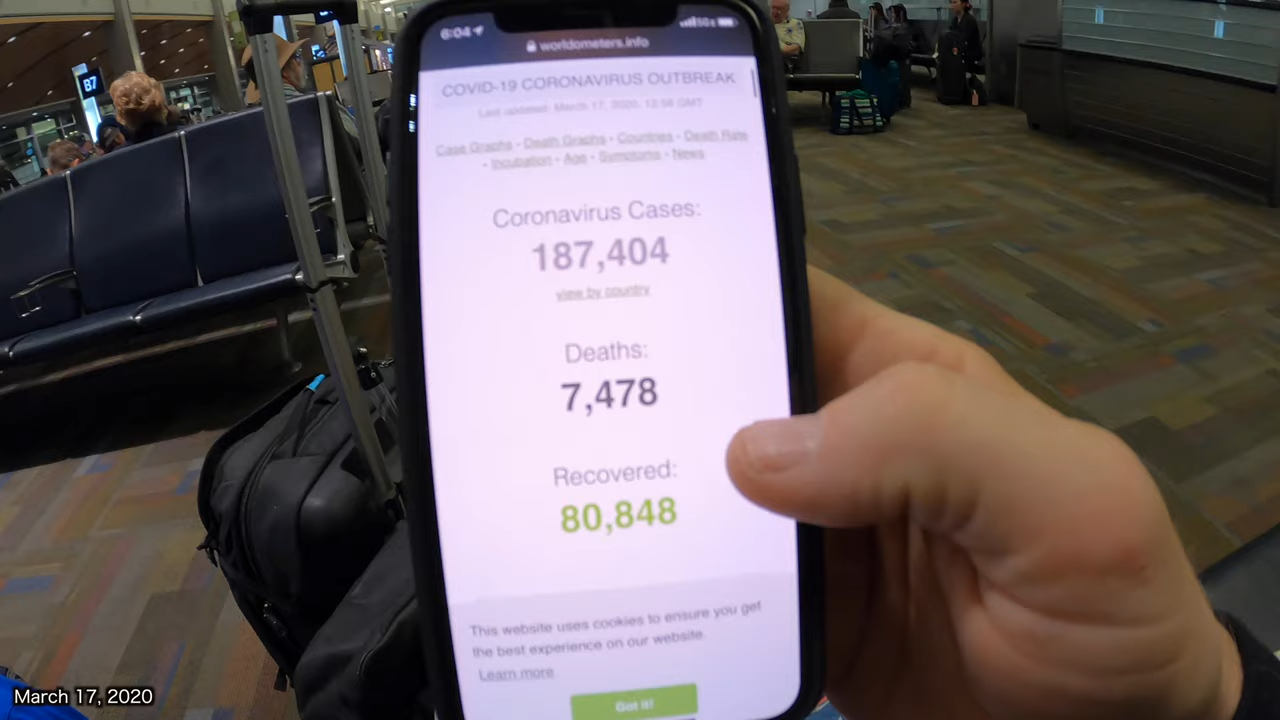 B7
6:04
5G
worldometers.info
COVID-19 CORONAVIRUS OUTBREAK
Last updated: March 17, 2020, 12:56 GMT
Case Graphs - Death Graphs - Countries - Death Rate
- Incubation - Age - Symptoms - News
Coronavirus Cases:
187,404
view by country
Deaths:
7,478
Recovered:
80,848
This website uses cookies to ensure you get
the best experience on our website.
Learn more
Got it!
March 17, 2020